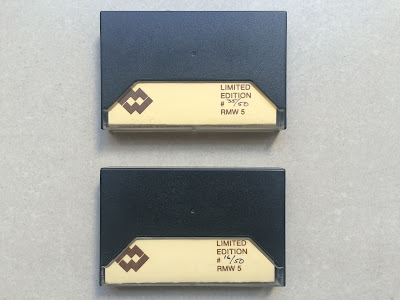 LIMITED
EDITION
# 35/50
RMW 5
LIMITED
EDITION
# 16/50
RMW 5